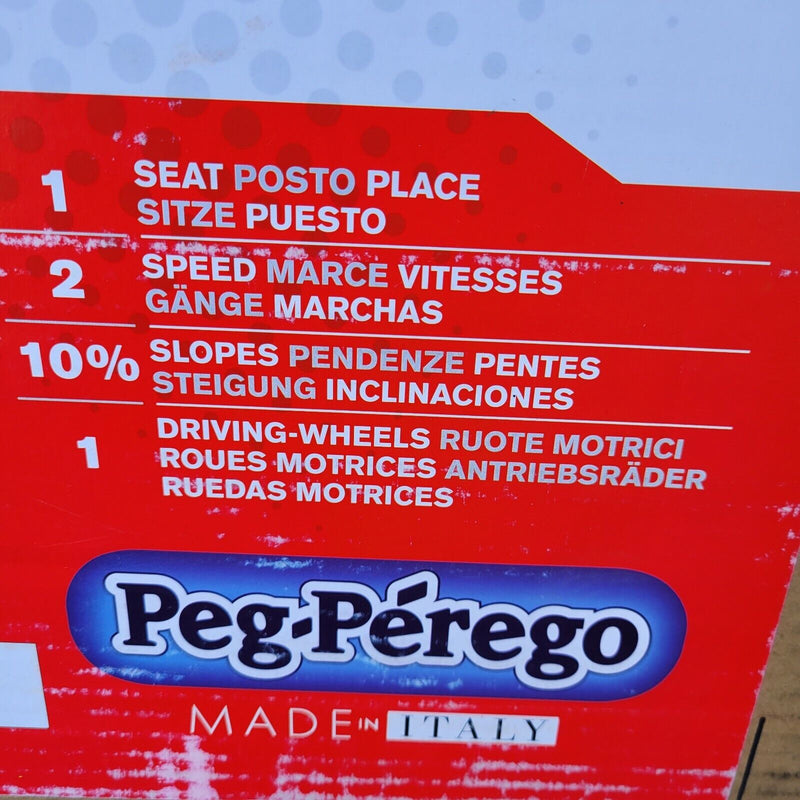 1 SEAT POSTO PLACE
SITZE PUESTO
2 SPEED MARCE VITESSES
GÄNGE MARCHAS
10% SLOPES PENDENZE PENTES
STEIGUNG INCLINACIONES
1 DRIVING-WHEELS RUOTE MOTRICI
ROUES MOTRICES ANTRIEBSRÄDER
RUEDAS MOTRICES
Peg-Pérego
MADE IN ITALY